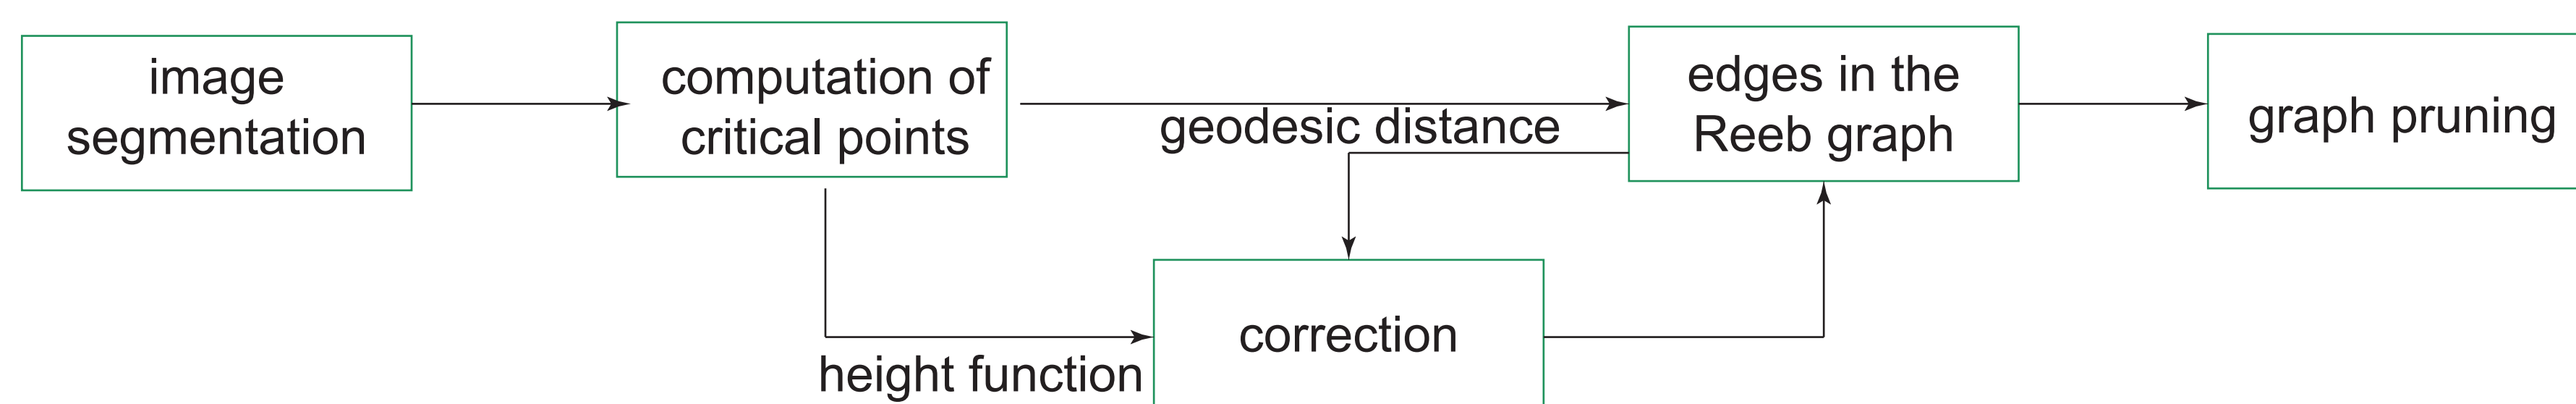 image
segmentation
computation of
critical points
geodesic distance
edges in the
Reeb graph
graph pruning
height function
correction